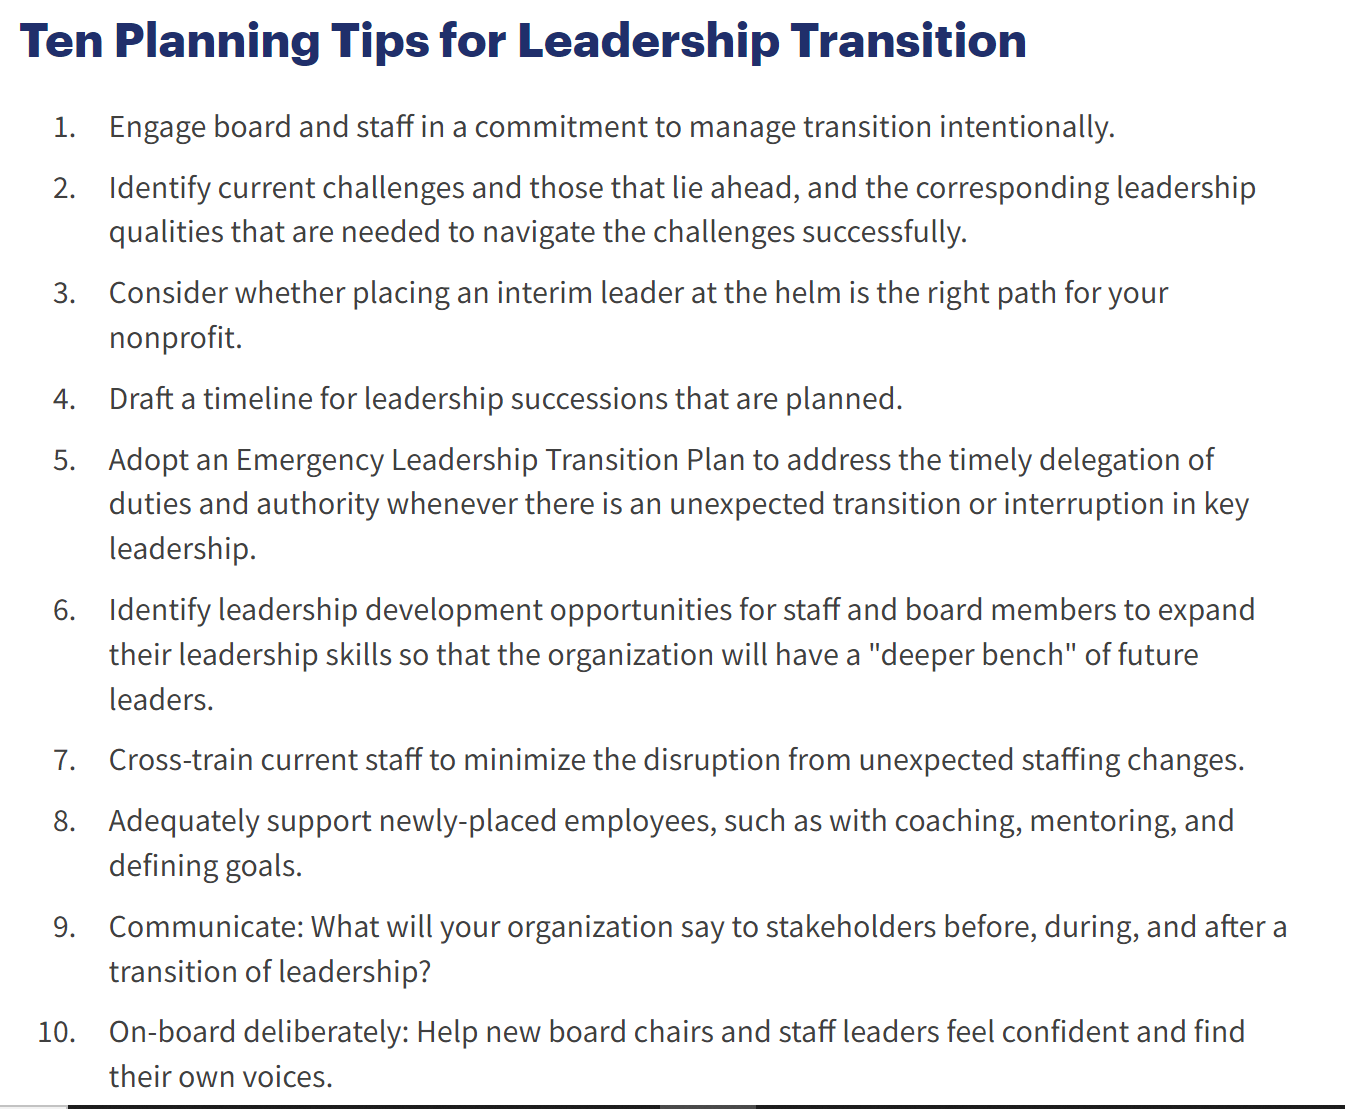 Ten Planning Tips for Leadership Transition
1. Engage board and staff in a commitment to manage transition intentionally.
2. Identify current challenges and those that lie ahead, and the corresponding leadership
qualities that are needed to navigate the challenges successfully.
3. Consider whether placing an interim leader at the helm is the right path for your
nonprofit.
4. Draft a timeline for leadership successions that are planned.
5. Adopt an Emergency Leadership Transition Plan to address the timely delegation of
duties and authority whenever there is an unexpected transition or interruption in key
leadership.
6. Identify leadership development opportunities for staff and board members to expand
their leadership skills so that the organization will have a "deeper bench" of future
leaders.
7. Cross-train current staff to minimize the disruption from unexpected staffing changes.
8. Adequately support newly-placed employees, such as with coaching, mentoring, and
defining goals.
9. Communicate: What will your organization say to stakeholders before, during, and after a
transition of leadership?
10. On-board deliberately: Help new board chairs and staff leaders feel confident and find
their own voices.